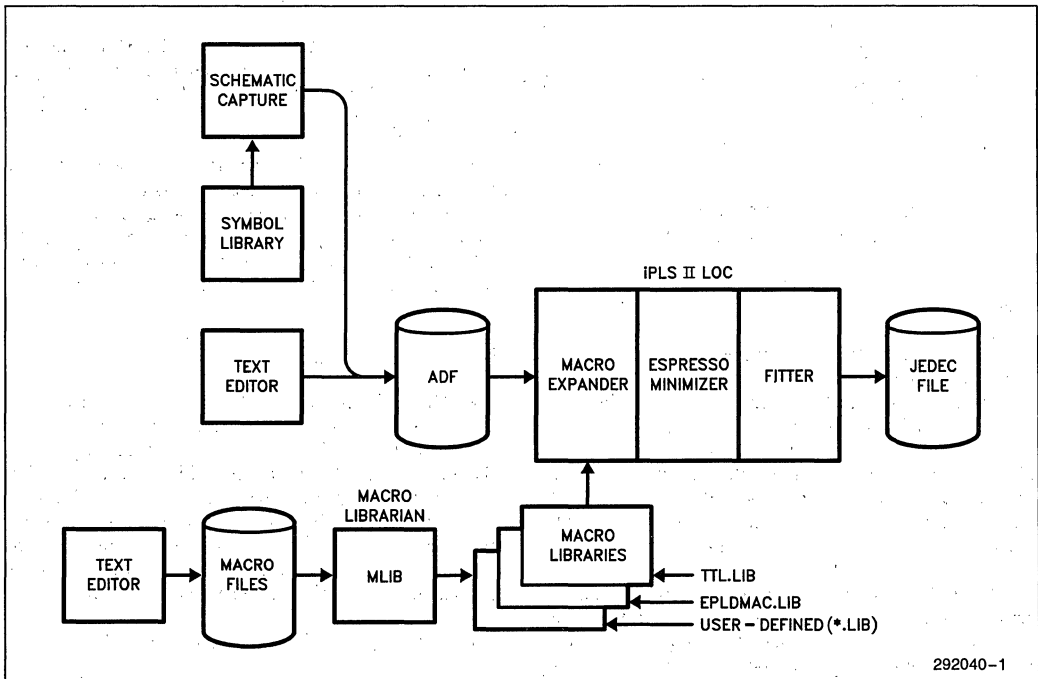 SCHEMATIC
CAPTURE
SYMBOL
LIBRARY
TEXT
EDITOR
ADF
iPLS II LOC
MACRO
EXPANDER
ESPRESSO
MINIMIZER
FITTER
JEDEC
FILE
TEXT
EDITOR
MACRO
FILES
MACRO
LIBRARIAN
MLIB
MACRO
LIBRARIES
TTL.LIB
EPLDMAC.LIB
USER-DEFINED (*.LIB)
292040-1